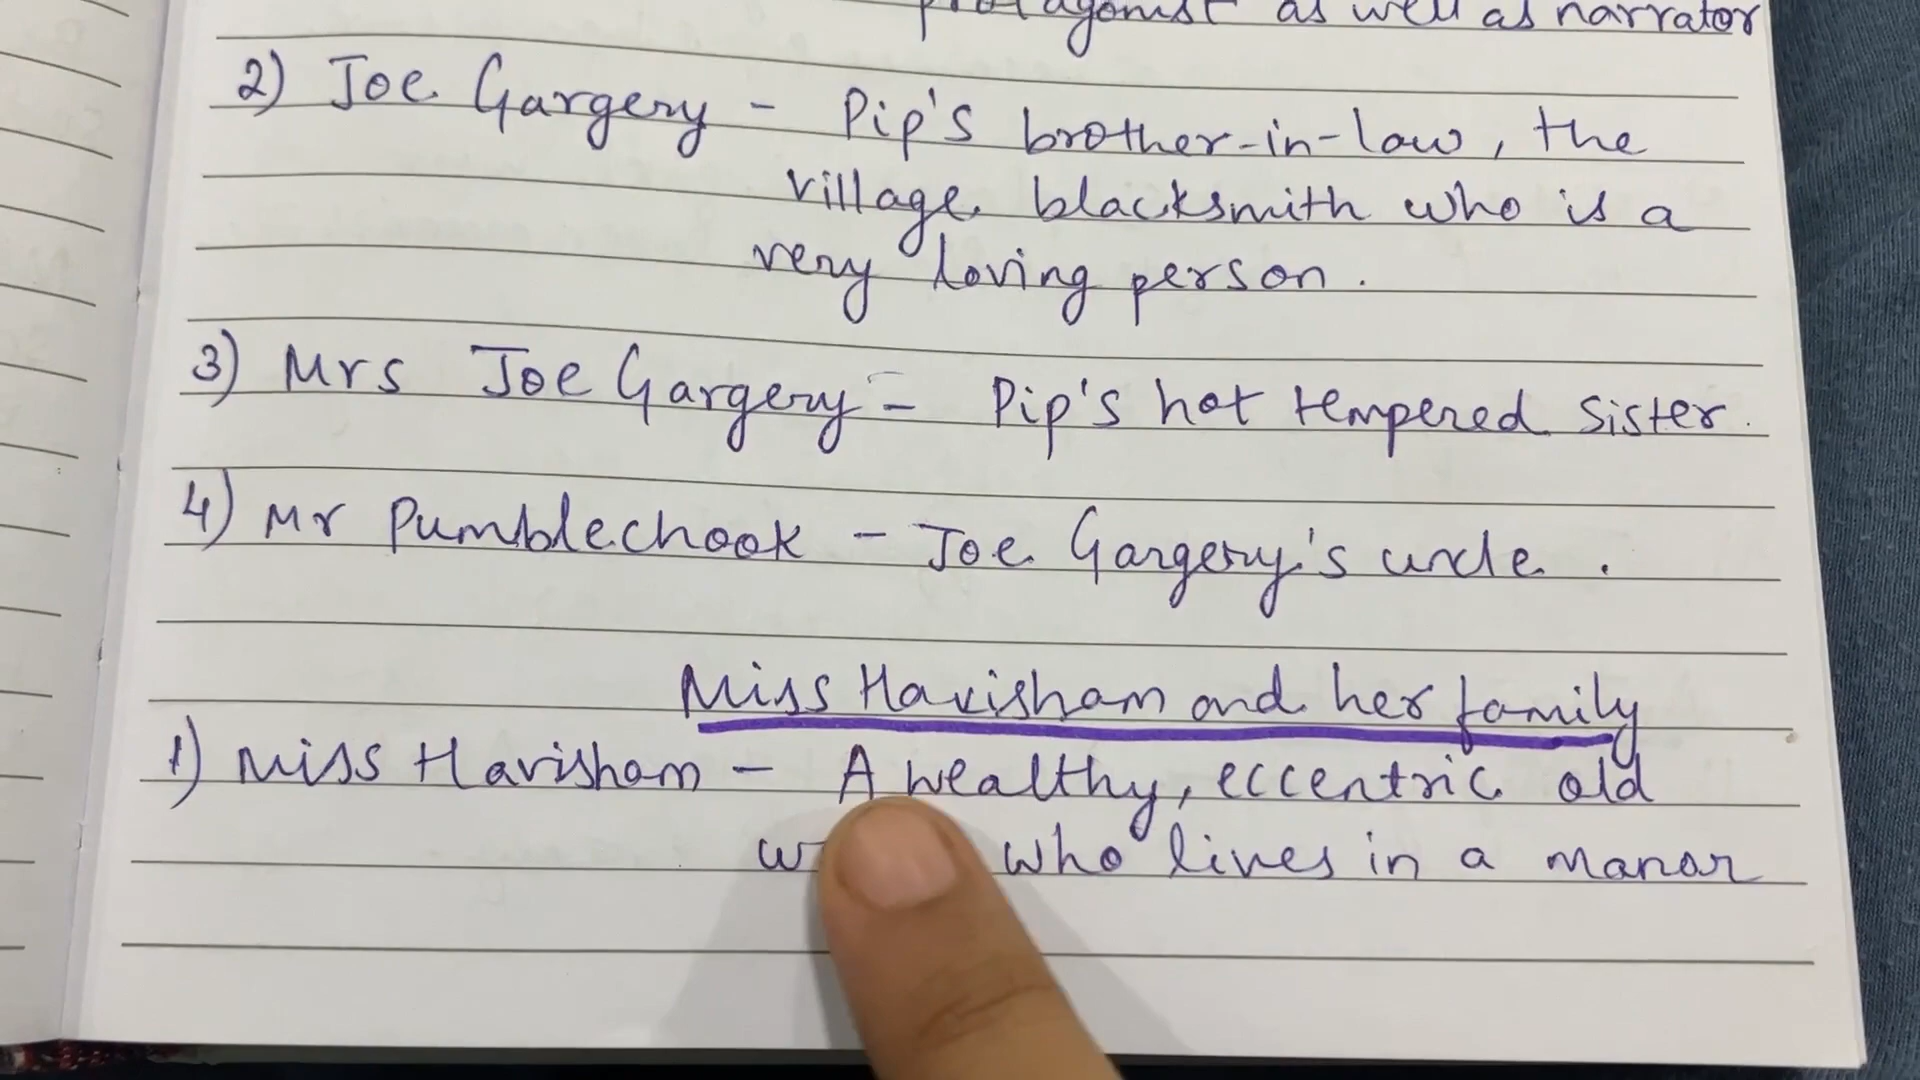 protagonist as well as narrator
2) Joe Gargery - Pip's brother-in-law, the
village blacksmith who is a
very loving person.
3) Mrs Joe Gargery - Pip's hot tempered sister.
4) Mr Pumblechook - Joe Gargery's uncle.
Miss Havisham and her family
1) Miss Havisham - A wealthy, eccentric old
who lives in a manor